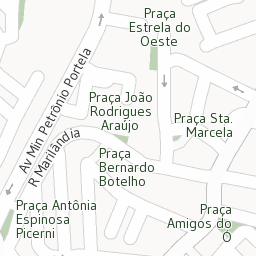 Praça
Estrela do
Oeste
Av Min Petrônio Portela
Praça João
Rodrigues
Araújo
Praça Sta.
Marcela
R Marilândia
Praça
Bernardo
Botelho
Praça Antônia
Espinosa
Picerni
Praça
Amigos do
Ó